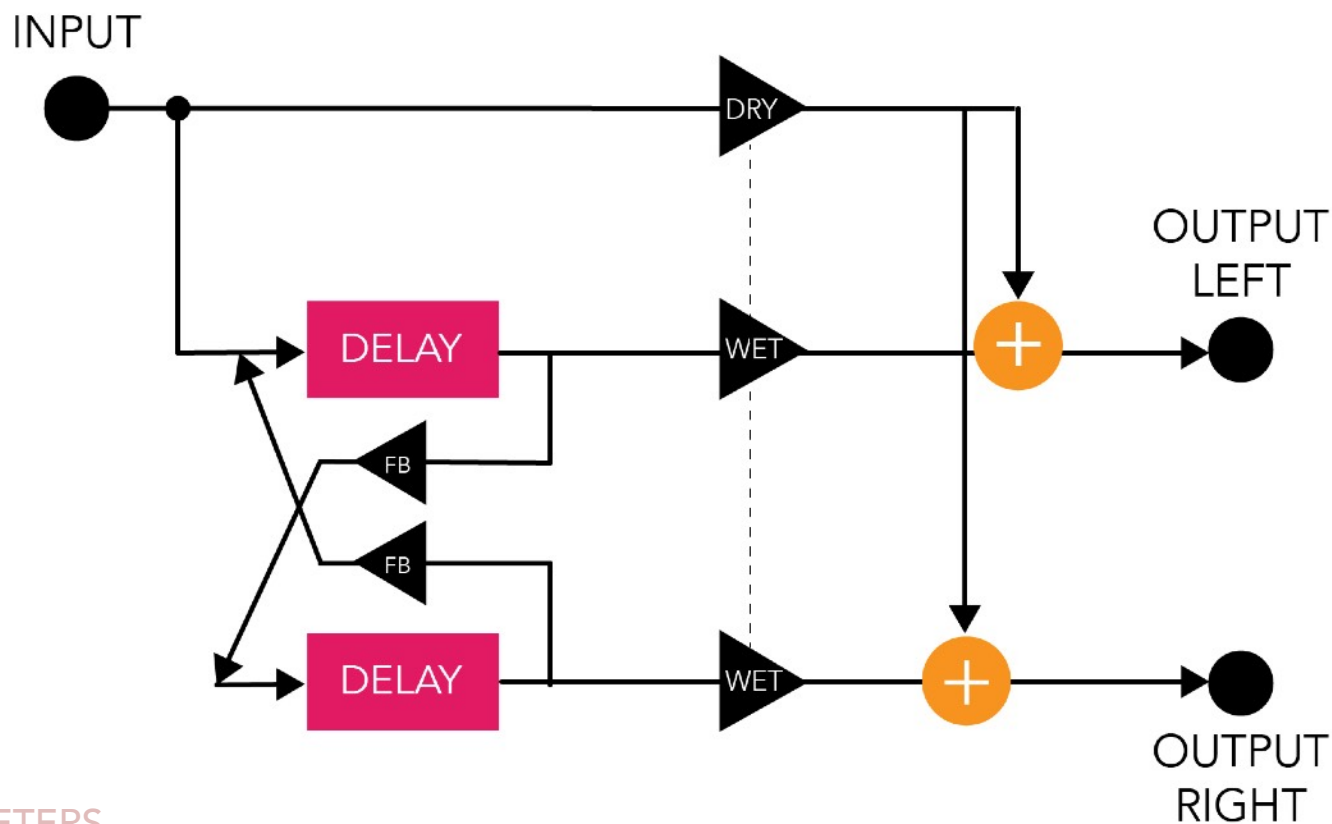 INPUT
DRY
OUTPUT
LEFT
DELAY
WET
FB
FB
DELAY
WET
OUTPUT
RIGHT